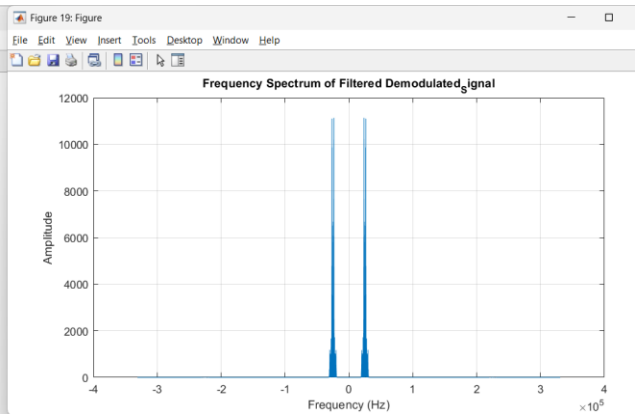 Figure 19: Figure
File Edit View Insert Tools Desktop Window Help
Frequency Spectrum of Filtered Demodulated_signal
12000
10000
8000
6000
4000
2000
0
Amplitude
-4 -3 -2 -1 0 1 2 3 4
Frequency (Hz)
×10^5